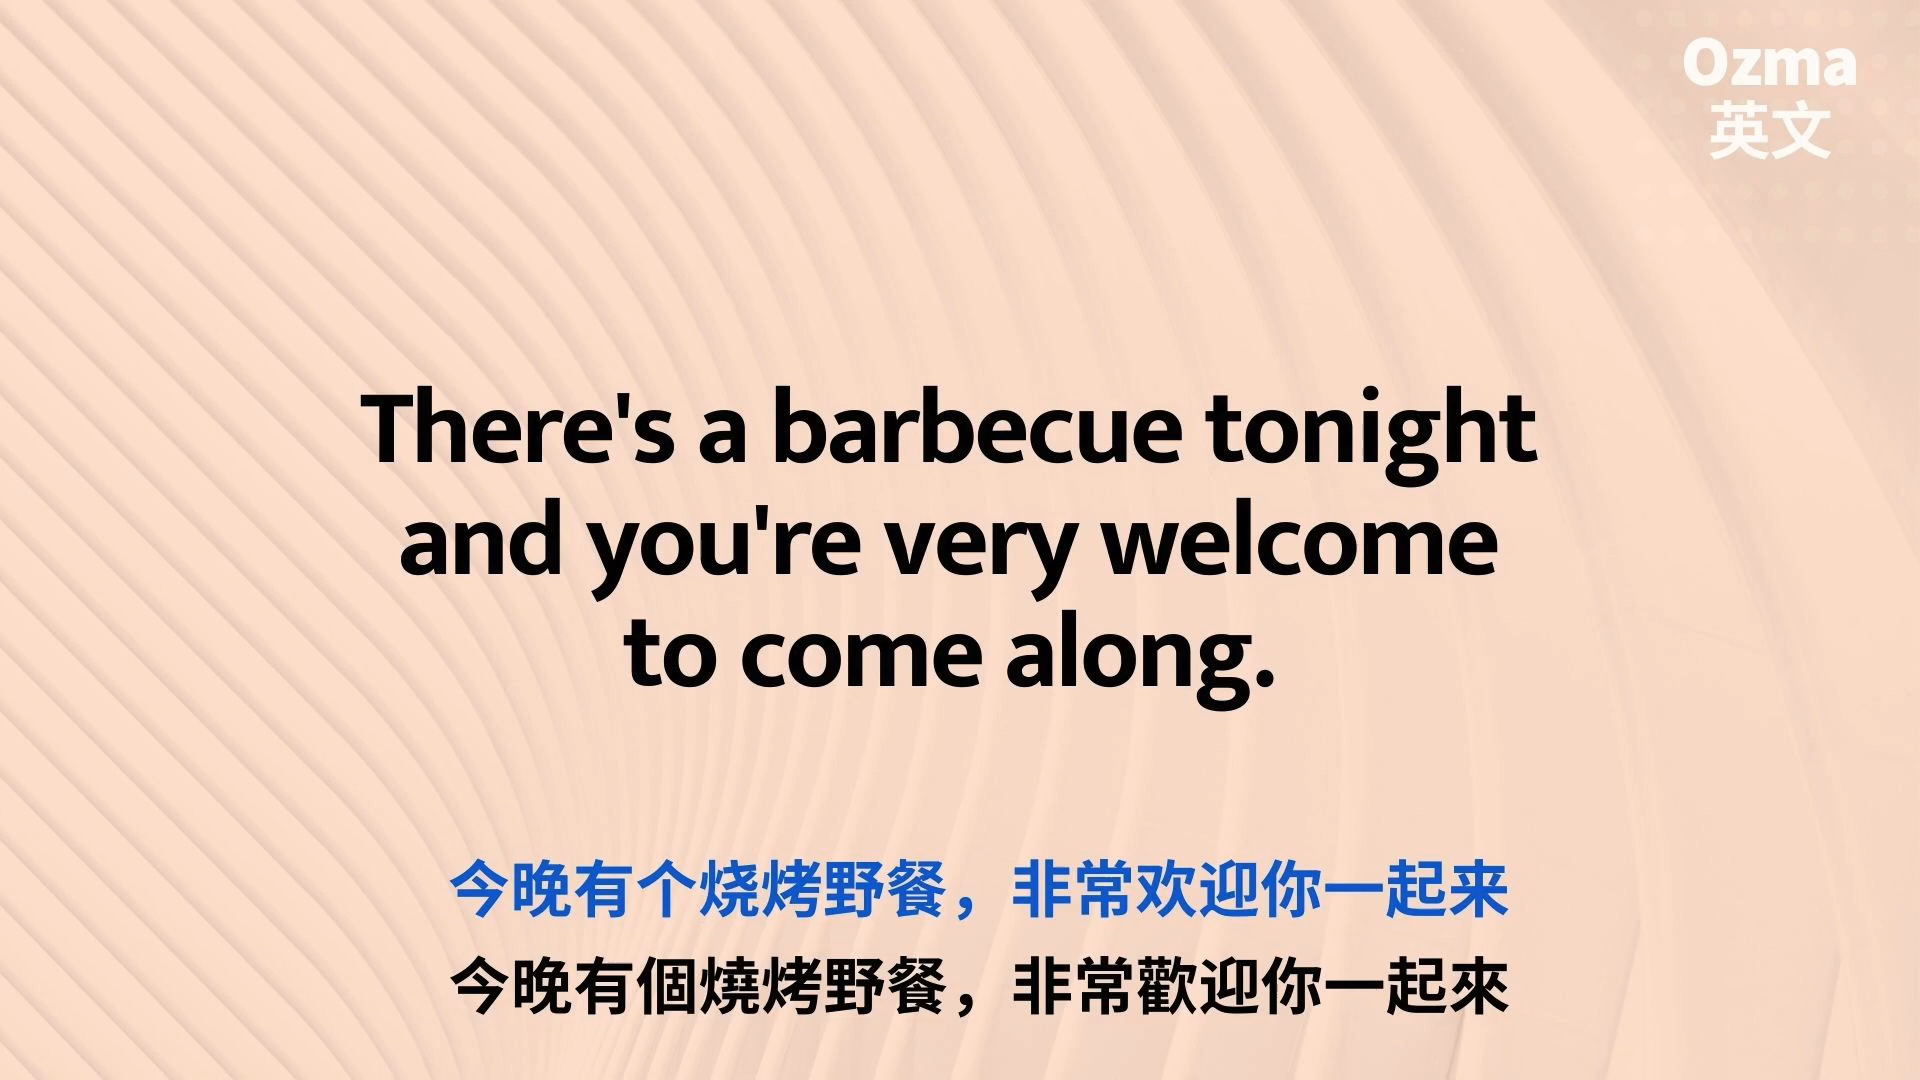 Ozma
英文
There's a barbecue tonight
and you're very welcome
to come along.
今晚有个烧烤野餐，非常欢迎你一起来
今晚有個燒烤野餐，非常歡迎你一起來